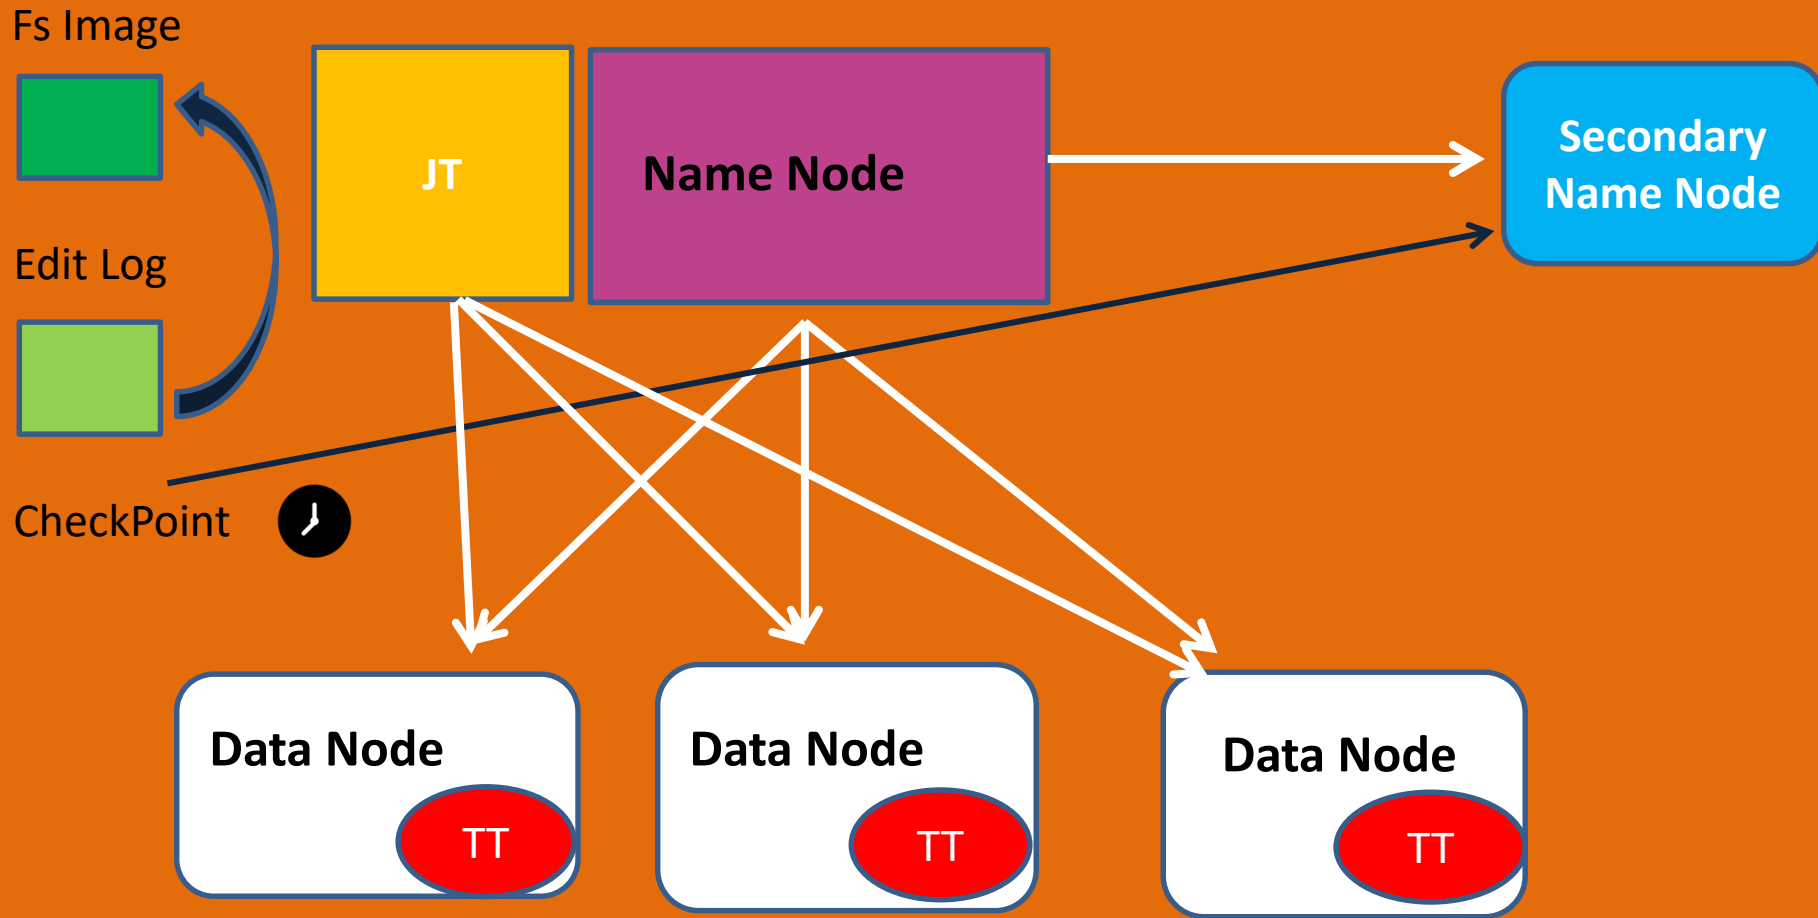 Fs Image
JT
Name Node
Secondary
Name Node
Edit Log
CheckPoint
Data Node
TT
Data Node
TT
Data Node
TT